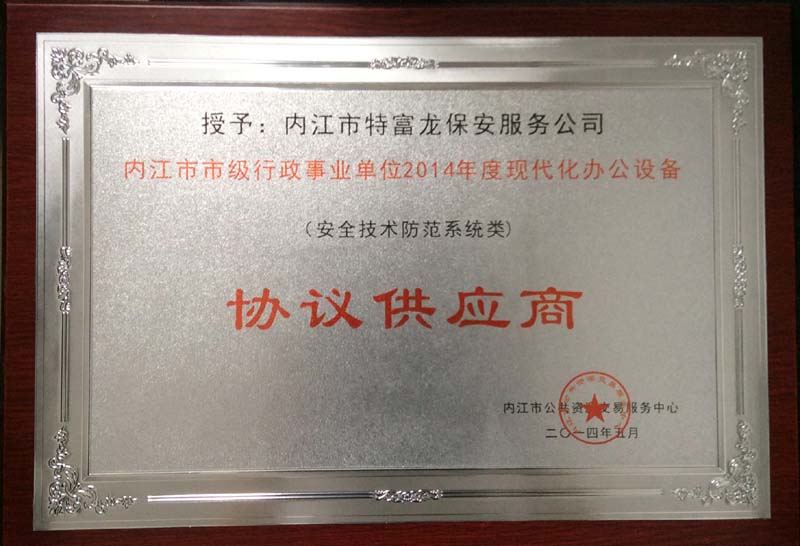 授予：内江市特富龙保安服务公司
内江市市级行政事业单位2014年度现代化办公设备
（安全技术防范系统类）
协议供应商
内江市公共资源交易服务中心
二〇一四年五月